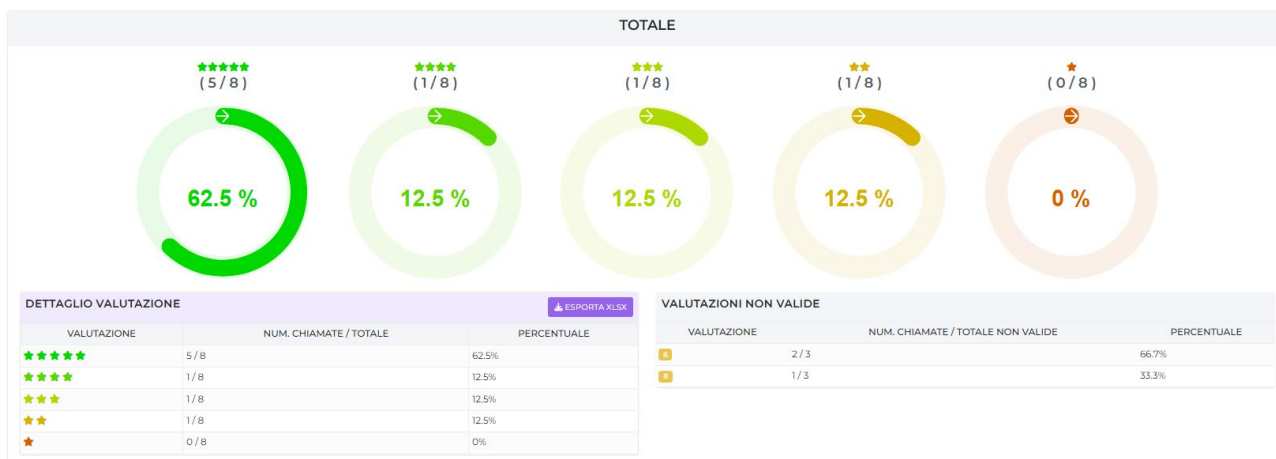 TOTALE
★★★★★ ★★★★ ★★★ ★★ ★
( 5 / 8 ) ( 1 / 8 ) ( 1 / 8 ) ( 1 / 8 ) ( 0 / 8 )
62.5 % 12.5 % 12.5 % 12.5 % 0 %
DETTAGLIO VALUTAZIONE ESPORTA XLSX
VALUTAZIONE NUM. CHIAMATE / TOTALE PERCENTUALE
★★★★★ 5 / 8 62.5%
★★★★ 1 / 8 12.5%
★★★ 1 / 8 12.5%
★★ 1 / 8 12.5%
★ 0 / 8 0%
VALUTAZIONI NON VALIDE
VALUTAZIONE NUM. CHIAMATE / TOTALE NON VALIDE PERCENTUALE
6 2 / 3 66.7%
8 1 / 3 33.3%